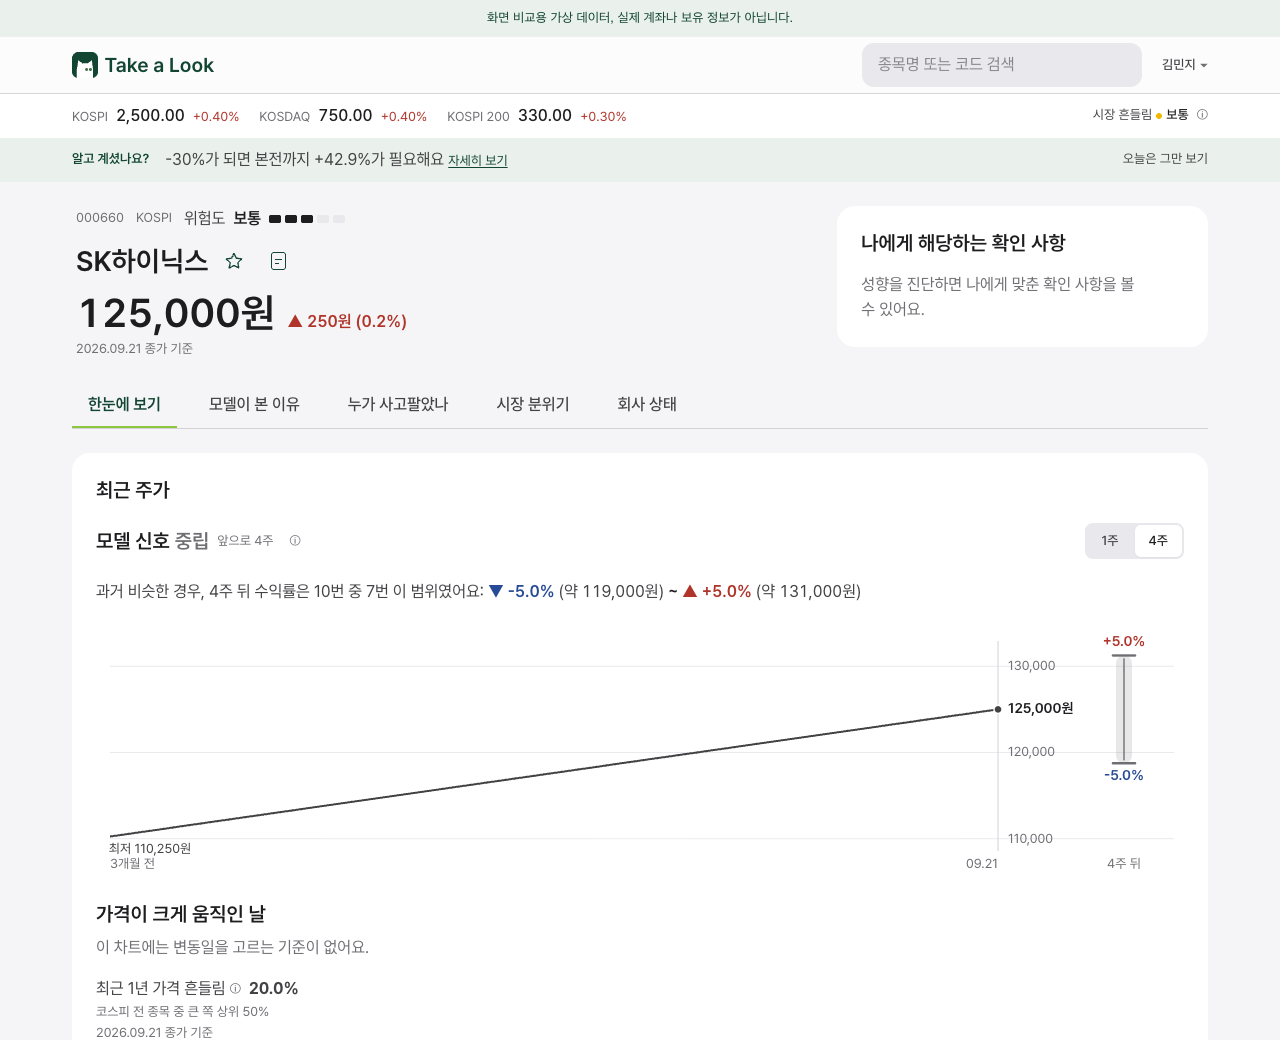 화면 비교용 가상 데이터, 실제 계좌나 보유 정보가 아닙니다.
Take a Look
종목명 또는 코드 검색
김민지
KOSPI 2,500.00 +0.40% KOSDAQ 750.00 +0.40% KOSPI 200 330.00 +0.30%
시장 흔들림 보통
알고 계셨나요? -30%가 되면 본전까지 +42.9%가 필요해요 자세히 보기
오늘은 그만 보기
000660 KOSPI 위험도 보통
SK하이닉스
125,000원 ▲ 250원 (0.2%)
2026.09.21 종가 기준
나에게 해당하는 확인 사항
성향을 진단하면 나에게 맞춘 확인 사항을 볼
수 있어요.
한눈에 보기 모델이 본 이유 누가 사고팔았나 시장 분위기 회사 상태
최근 주가
모델 신호 중립 앞으로 4주
1주 4주
과거 비슷한 경우, 4주 뒤 수익률은 10번 중 7번 이 범위였어요: ▼ -5.0% (약 119,000원) ~ ▲ +5.0% (약 131,000원)
+5.0%
130,000
125,000원
120,000
-5.0%
110,000
최저 110,250원
3개월 전
09.21
4주 뒤
가격이 크게 움직인 날
이 차트에는 변동일을 고르는 기준이 없어요.
최근 1년 가격 흔들림 20.0%
코스피 전 종목 중 큰 쪽 상위 50%
2026.09.21 종가 기준